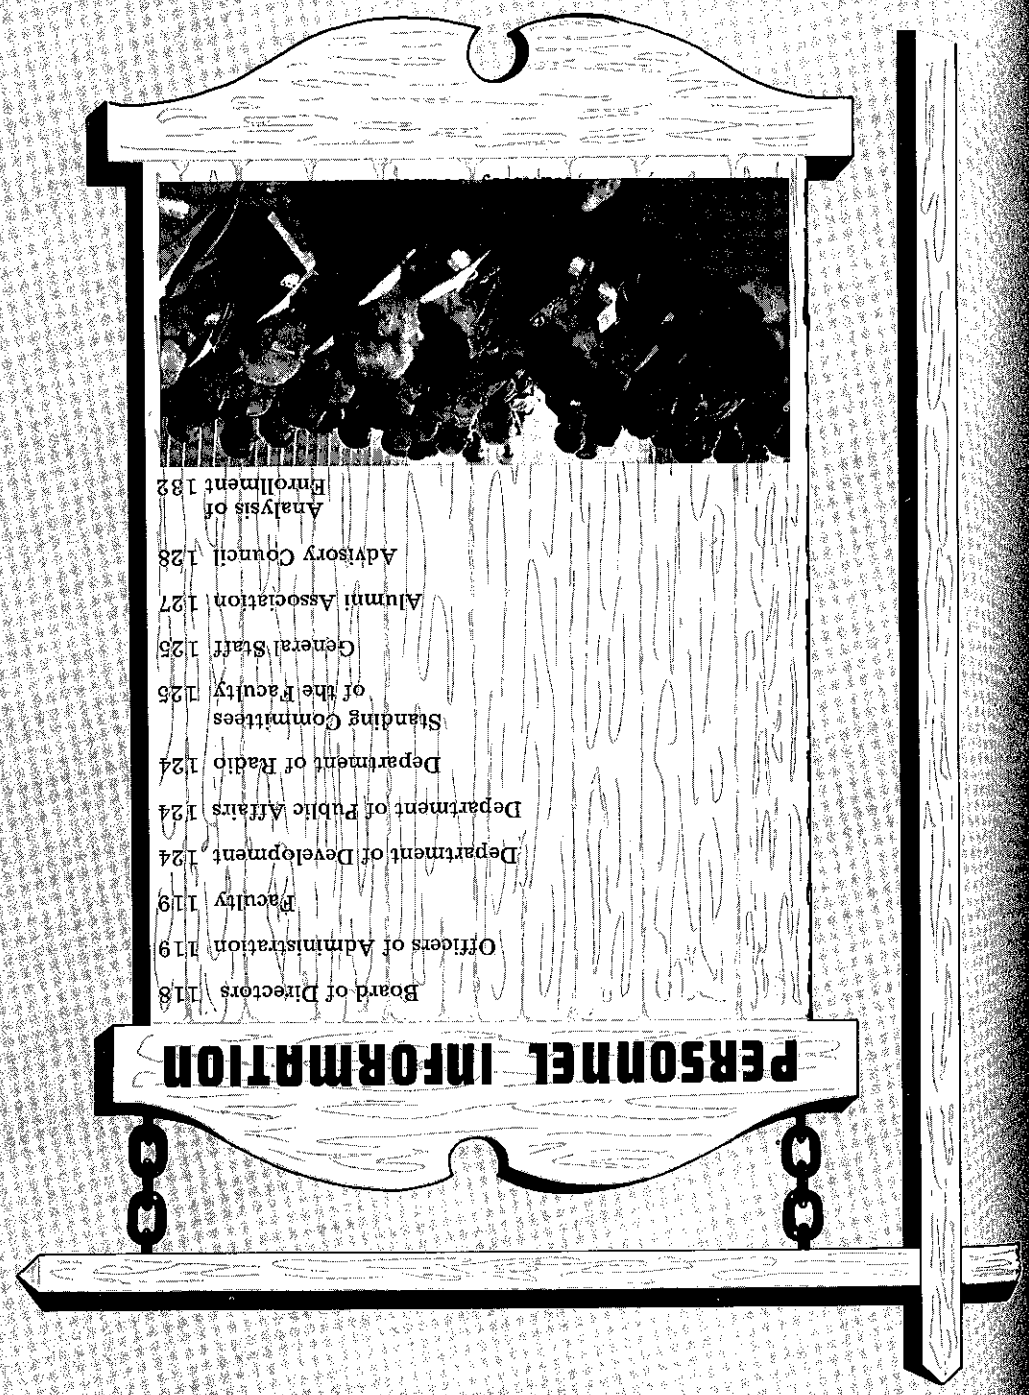 PERSONNEL INFORMATION
Board of Directors 118
Officers of Administration 119
Faculty 119
Department of Development 124
Department of Public Affairs 124
Department of Radio 124
Standing Committees
of the Faculty 125
General Staff 125
Alumni Association 127
Advisory Council 128
Analysis of
Enrollment 132